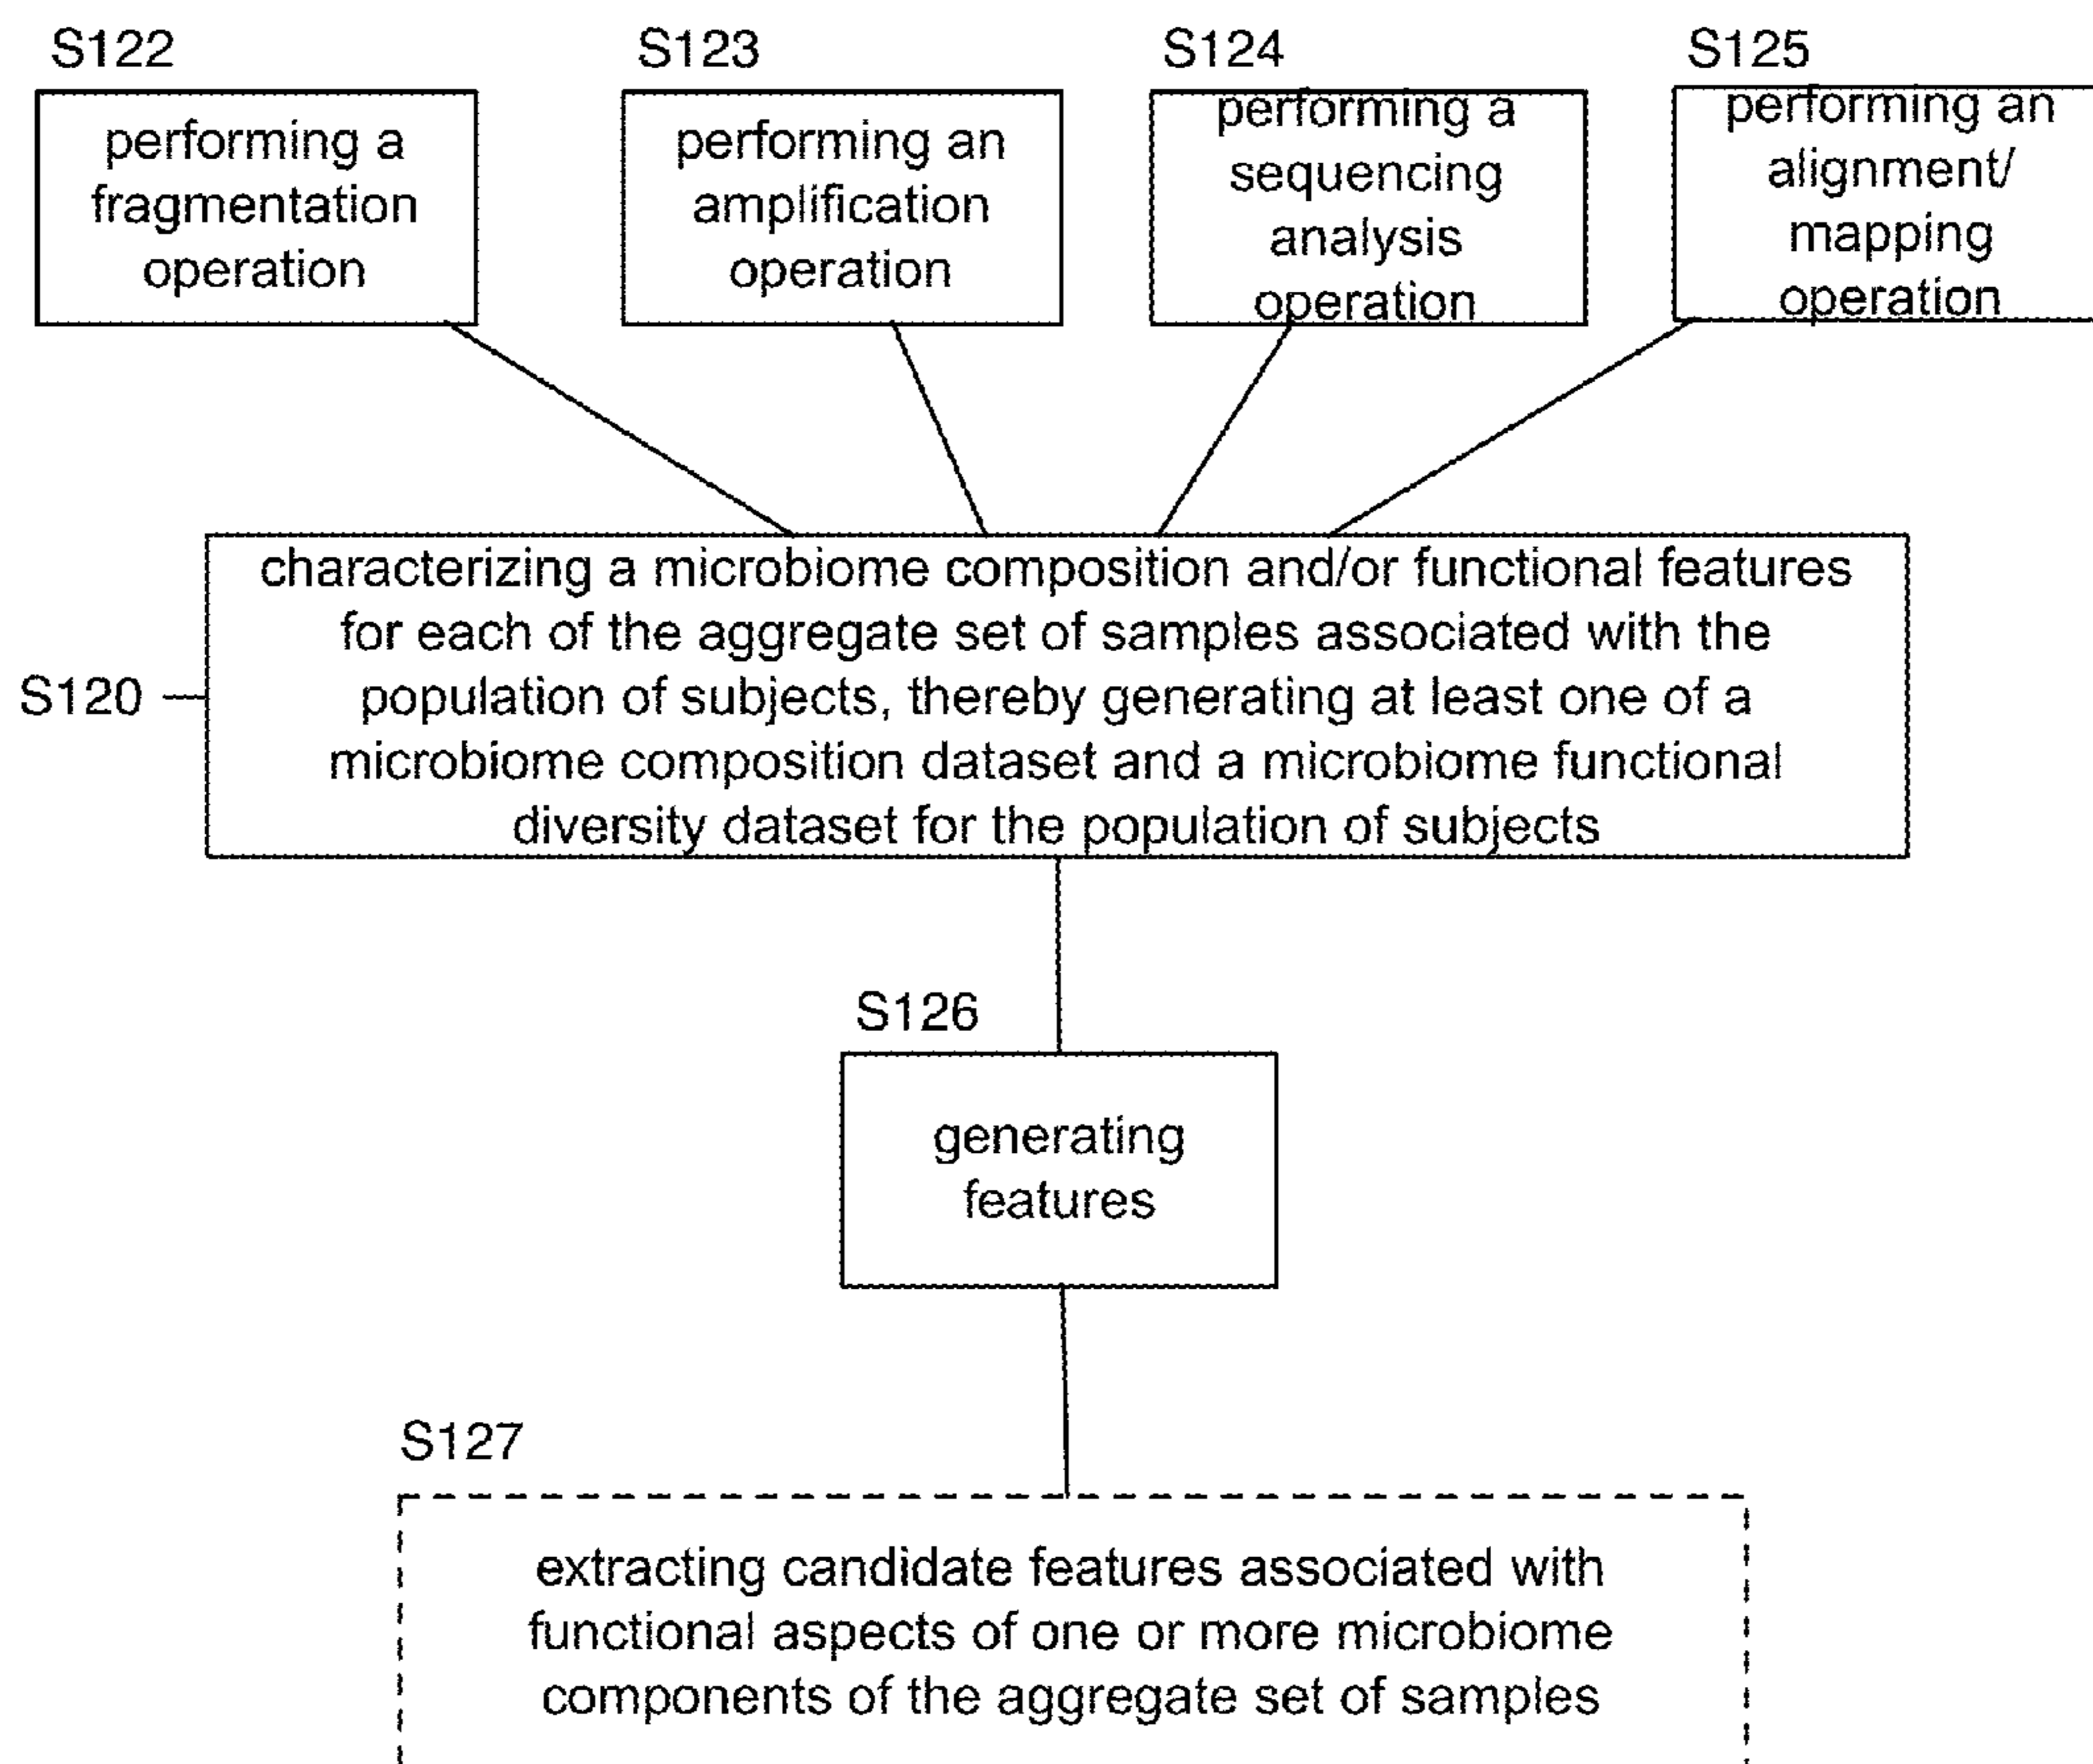 S122
performing a
fragmentation
operation
S123
performing an
amplification
operation
S124
performing a
sequencing
analysis
operation
S125
performing an
alignment/
mapping
operation
S120
characterizing a microbiome composition and/or functional features
for each of the aggregate set of samples associated with the
population of subjects, thereby generating at least one of a
microbiome composition dataset and a microbiome functional
diversity dataset for the population of subjects
S126
generating
features
S127
extracting candidate features associated with
functional aspects of one or more microbiome
components of the aggregate set of samples